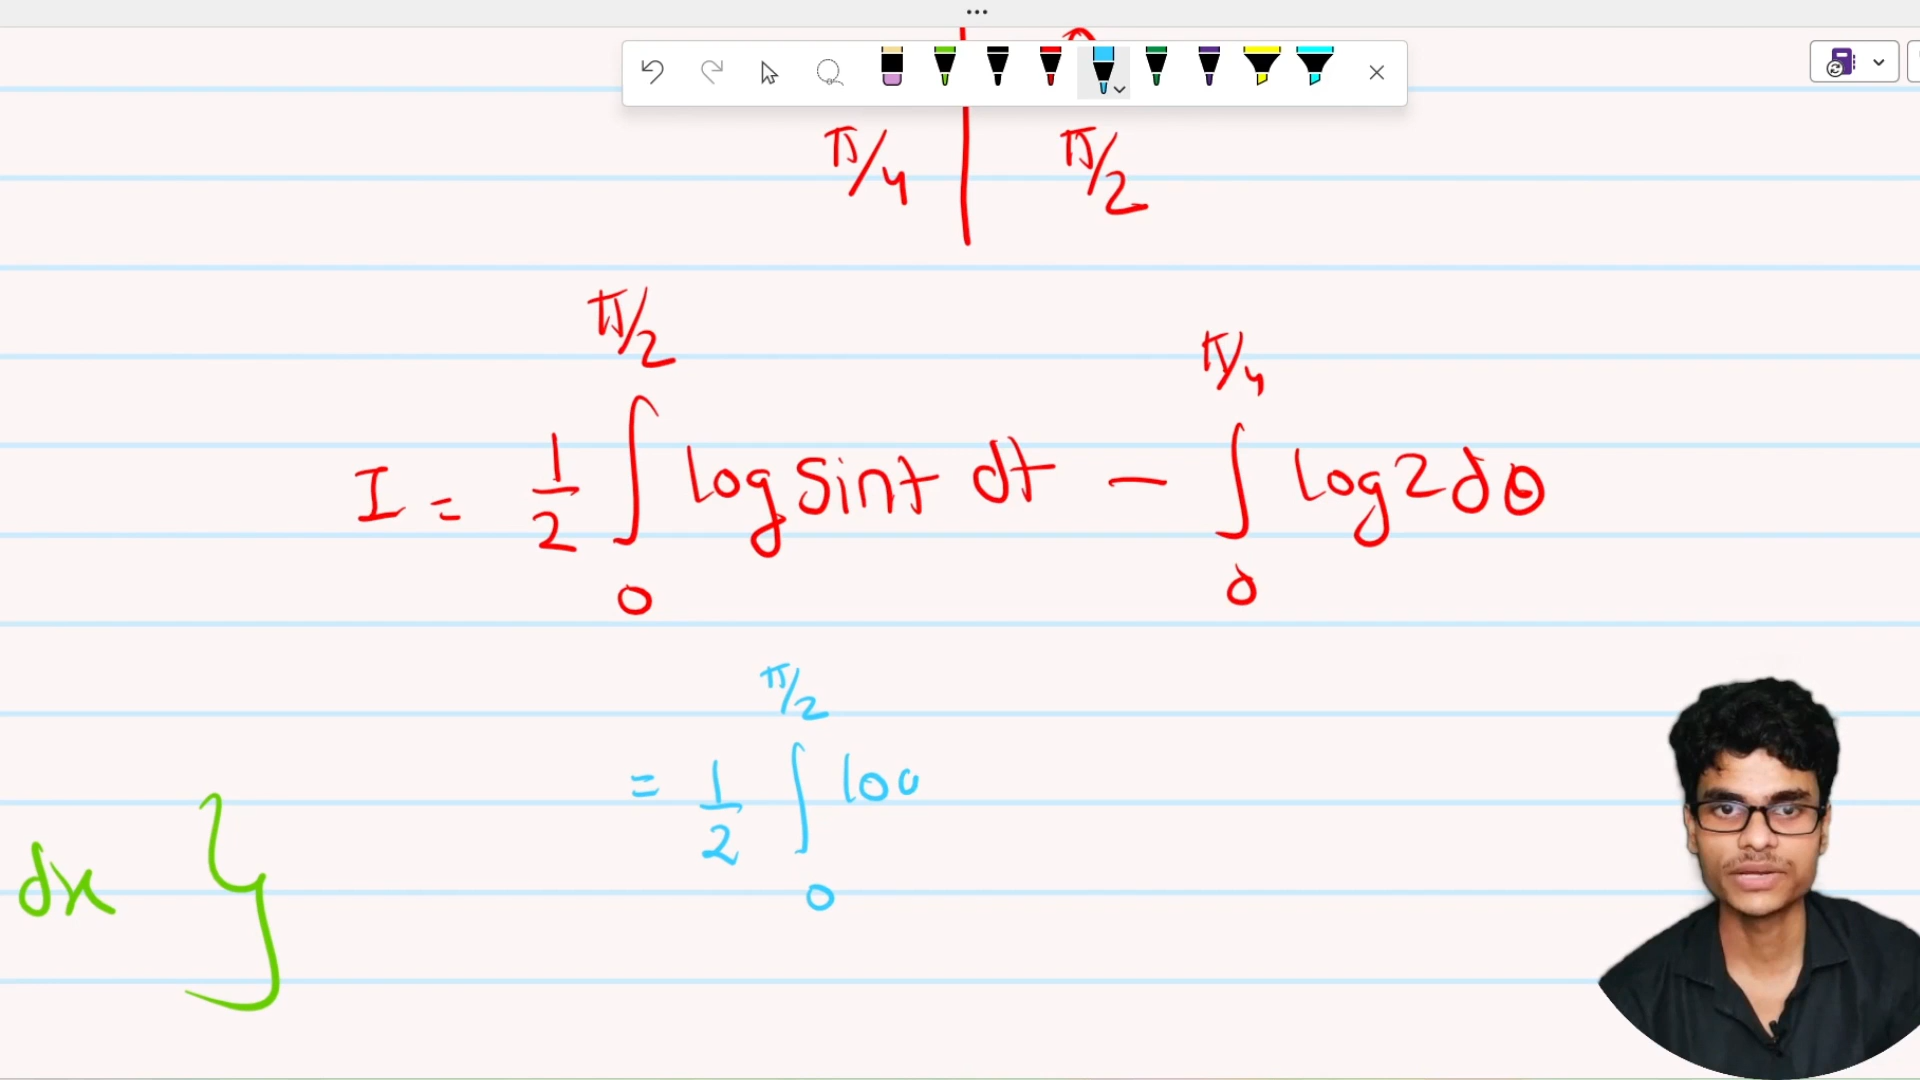 π/4 | π/2
I = 1/2 ∫₀^{π/2} log sint dt − ∫₀^{π/4} log2 dθ
= 1/2 ∫₀^{π/2} loo
dx }